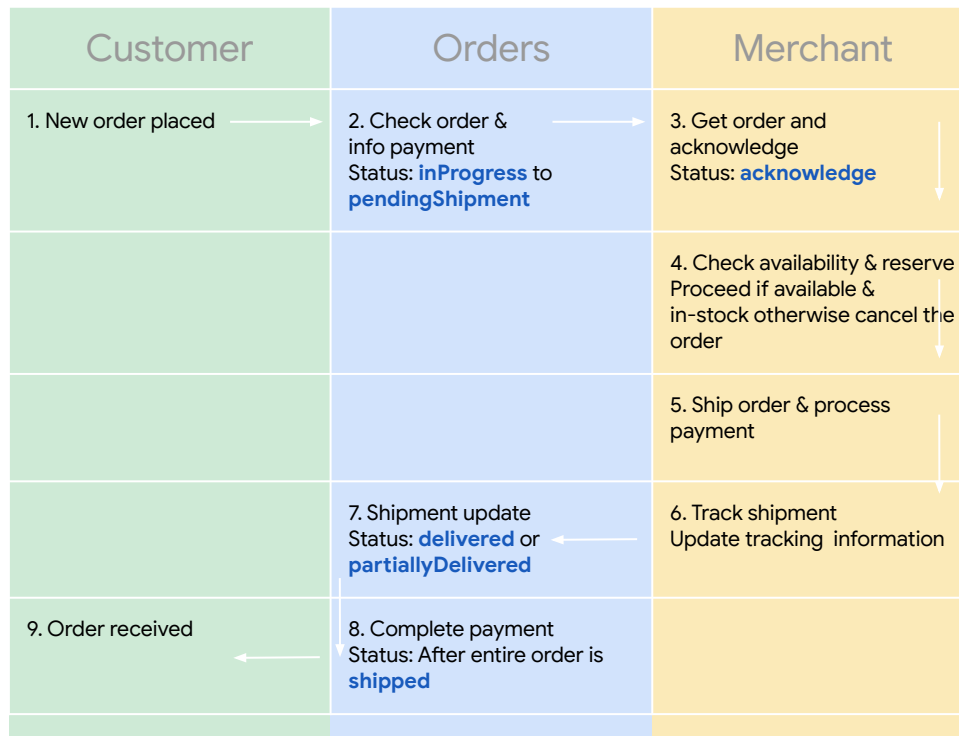 Customer
Orders
Merchant
1. New order placed
2. Check order &
info payment
Status: inProgress to
pendingShipment
3. Get order and
acknowledge
Status: acknowledge
4. Check availability & reserve
Proceed if available &
in-stock otherwise cancel the
order
5. Ship order & process
payment
7. Shipment update
Status: delivered or
partiallyDelivered
6. Track shipment
Update tracking  information
9. Order received
8. Complete payment
Status: After entire order is
shipped